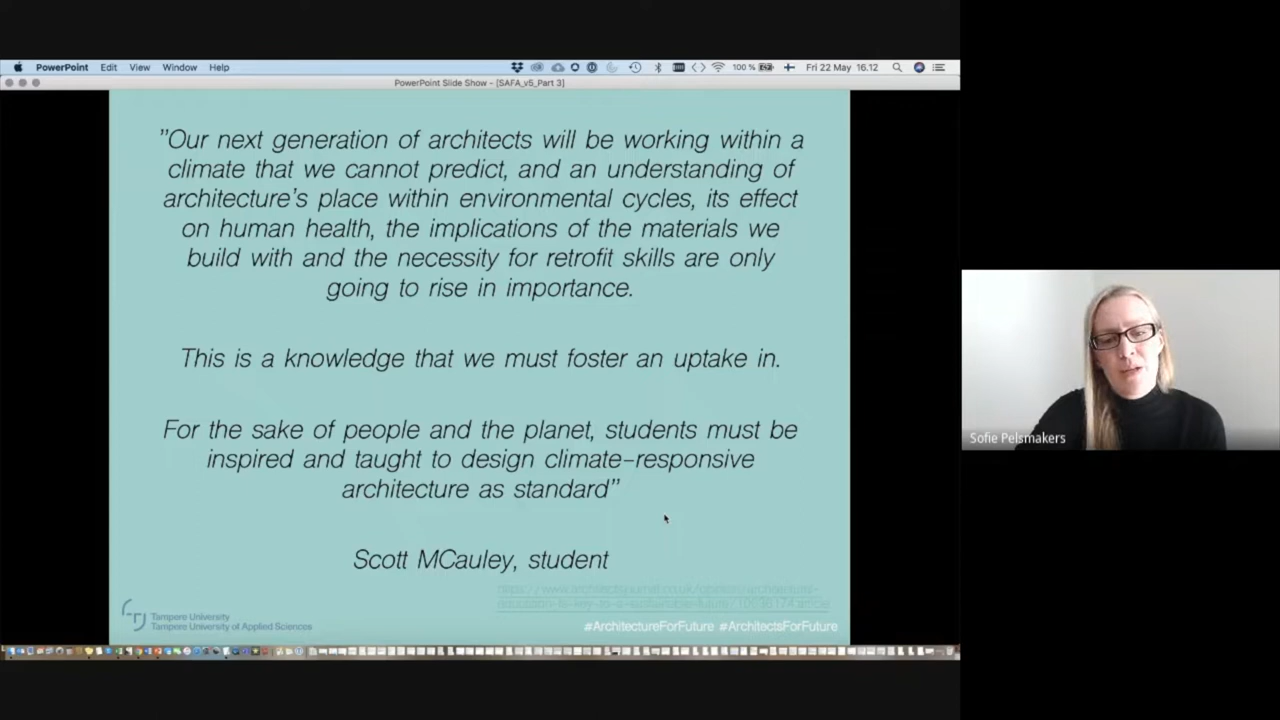 PowerPoint Edit View Window Help 100 % Fri 22 May 16.12
PowerPoint Slide Show - [SAFA_v5_Part 3]
”Our next generation of architects will be working within a
climate that we cannot predict, and an understanding of
architecture’s place within environmental cycles, its effect
on human health, the implications of the materials we
build with and the necessity for retrofit skills are only
going to rise in importance.
This is a knowledge that we must foster an uptake in.
For the sake of people and the planet, students must be
inspired and taught to design climate-responsive
architecture as standard”
Scott MCauley, student
Tampere University
Tampere University of Applied Sciences
#ArchitectureForFuture #ArchitectsForFuture
Sofie Pelsmakers